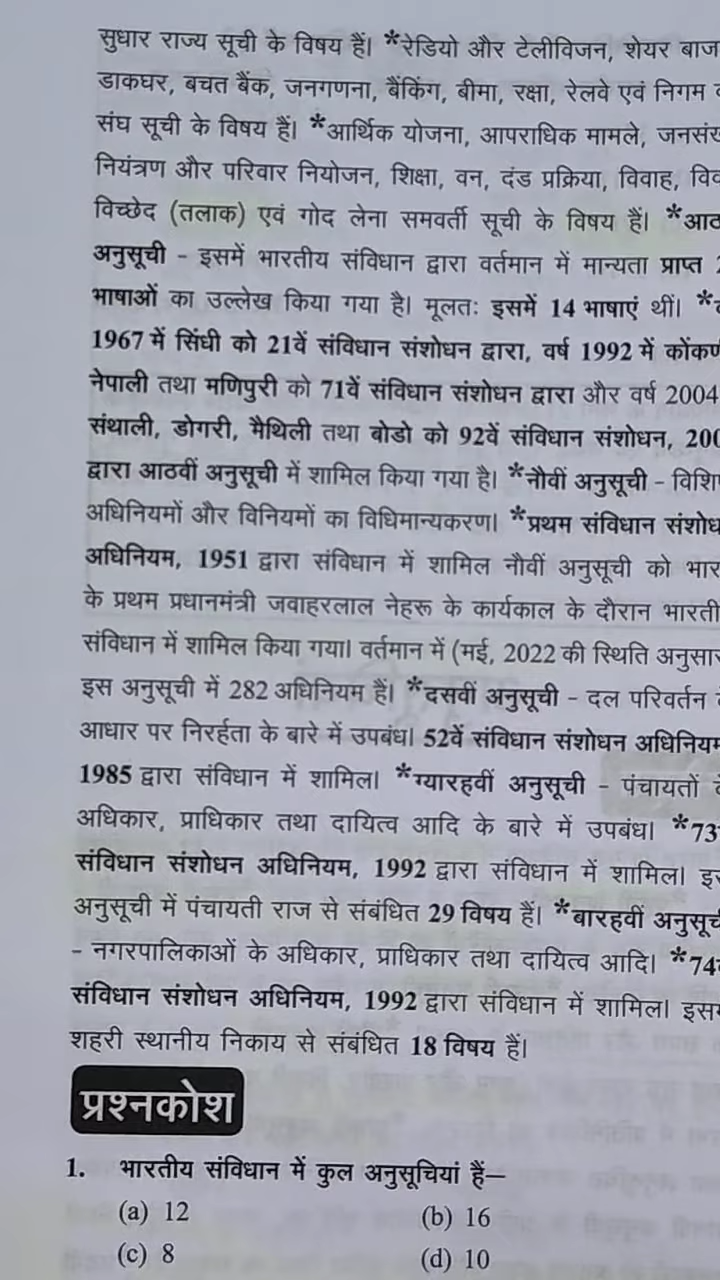 सुधार राज्य सूची के विषय हैं। *रेडियो और टेलीविजन, शेयर
डाकघर, बचत बैंक, जनगणना, बैंकिंग, बीमा, रक्षा, रेलवे एवं निगम
संघ सूची के विषय हैं। *आर्थिक योजना, आपराधिक मामले,
नियंत्रण और परिवार नियोजन, शिक्षा, वन, दंड प्रक्रिया, विवाह,
विच्छेद (तलाक) एवं गोद लेना समवर्ती सूची के विषय हैं।
अनुसूची - इसमें भारतीय संविधान द्वारा वर्तमान में मान्यता प्राप्त
भाषाओं का उल्लेख किया गया है। मूलतः इसमें 14 भाषाएं थीं।
1967 में सिंधी को 21वें संविधान संशोधन द्वारा, वर्ष 1992 में
नेपाली तथा मणिपुरी को 71वें संविधान संशोधन द्वारा और वर्ष 2004
संथाली, डोगरी, मैथिली तथा बोडो को 92वें संविधान संशोधन,
द्वारा आठवीं अनुसूची में शामिल किया गया है। *नौवीं अनुसूची -
अधिनियमों और विनियमों का विधिमान्यकरण। *प्रथम संविधान
अधिनियम, 1951 द्वारा संविधान में शामिल नौवीं अनुसूची को
के प्रथम प्रधानमंत्री जवाहरलाल नेहरू के कार्यकाल के दौरान
संविधान में शामिल किया गया। वर्तमान में (मई, 2022 की स्थिति
इस अनुसूची में 282 अधिनियम हैं। *दसवीं अनुसूची - दल परिवर्तन
आधार पर निरर्हता के बारे में उपबंध। 52वें संविधान संशोधन अधिनियम
1985 द्वारा संविधान में शामिल। *ग्यारहवीं अनुसूची - पंचायतों
अधिकार, प्राधिकार तथा दायित्व आदि के बारे में उपबंध।
संविधान संशोधन अधिनियम, 1992 द्वारा संविधान में शामिल।
अनुसूची में पंचायती राज से संबंधित 29 विषय हैं। *बारहवीं
- नगरपालिकाओं के अधिकार, प्राधिकार तथा दायित्व आदि।
संविधान संशोधन अधिनियम, 1992 द्वारा संविधान में शामिल।
शहरी स्थानीय निकाय से संबंधित 18 विषय हैं।
प्रश्नकोश
1. भारतीय संविधान में कुल अनुसूचियां हैं—
(a) 12 (b) 16
(c) 8 (d) 10